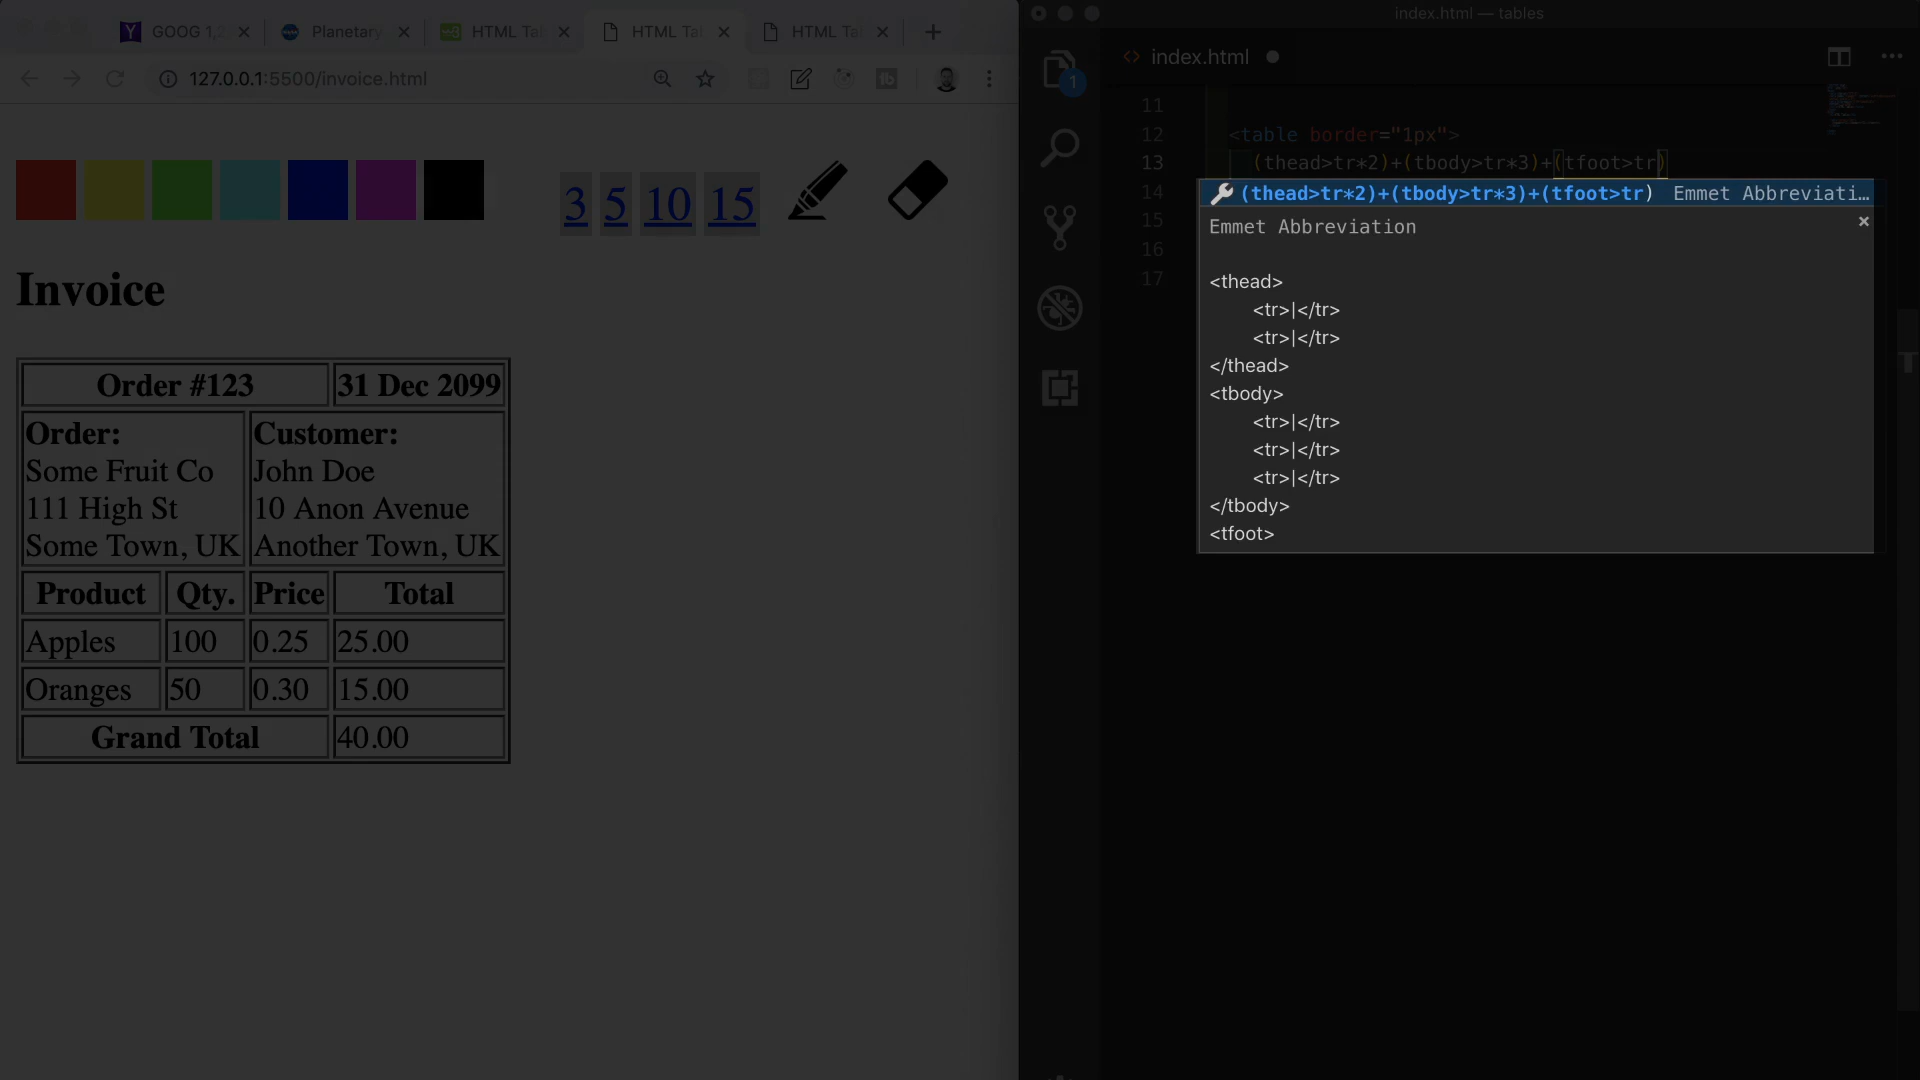 GOOG 1,2
Planetary
HTML Tab
HTML Tab
HTML Tab
127.0.0.1:5500/invoice.html
3 5 10 15
Invoice
Order #123 31 Dec 2099
Order:
Some Fruit Co
111 High St
Some Town, UK
Customer:
John Doe
10 Anon Avenue
Another Town, UK
Product Qty. Price Total
Apples 100 0.25 25.00
Oranges 50 0.30 15.00
Grand Total 40.00
index.html — tables
1
<> index.html
11
12 <table border="1px">
13 (thead>tr*2)+(tbody>tr*3)+(tfoot>tr)
14
15
16
17
(thead>tr*2)+(tbody>tr*3)+(tfoot>tr) Emmet Abbreviati…
Emmet Abbreviation
<thead>
<tr>|</tr>
<tr>|</tr>
</thead>
<tbody>
<tr>|</tr>
<tr>|</tr>
<tr>|</tr>
</tbody>
<tfoot>